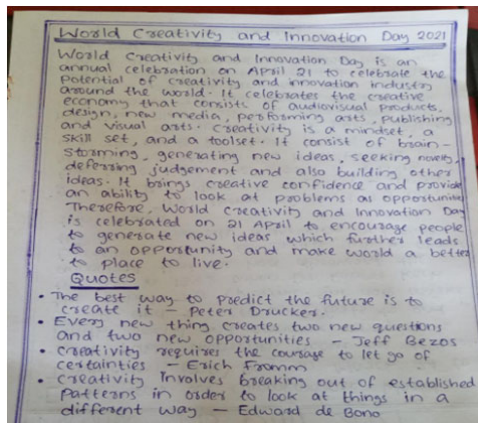 World Creativity and Innovation Day 2021
World Creativity and Innovation Day is an
annual celebration on April 21 to celebrate the
potential of creativity and innovation industry
around the world. It celebrates the creative
economy that consists of audiovisual products,
design, new media, performing arts, publishing
and visual arts. Creativity is a mindset, a
skill set, and a toolset. It consist of brain-
storming, generating new ideas, seeking novelty,
deferring judgement and also building other
ideas. It brings creative confidence and provide
an ability to look at problems as opportunities
Therefore, World Creativity and Innovation Day
is celebrated on 21 April to encourage people
to generate new ideas which further leads
to an opportunity and make world a better
to place to live.
Quotes
• The best way to predict the future is to
create it - Peter Drucker.
• Every new thing creates two new questions
and two new opportunities - Jeff Bezos
• creativity requires the courage to let go of
certainties - Erich Fromm
• creativity Involves breaking out of established
patterns in order to look at things in a
different way - Edward de Bono